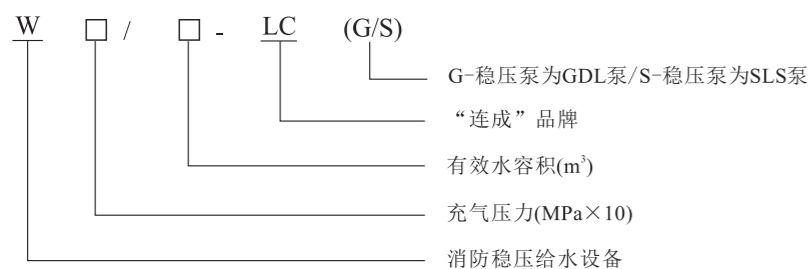 W □ / □ - LC (G/S)
G-稳压泵为GDL泵/S-稳压泵为SLS泵
“连成”品牌
有效水容积(m³)
充气压力(MPa×10)
消防稳压给水设备